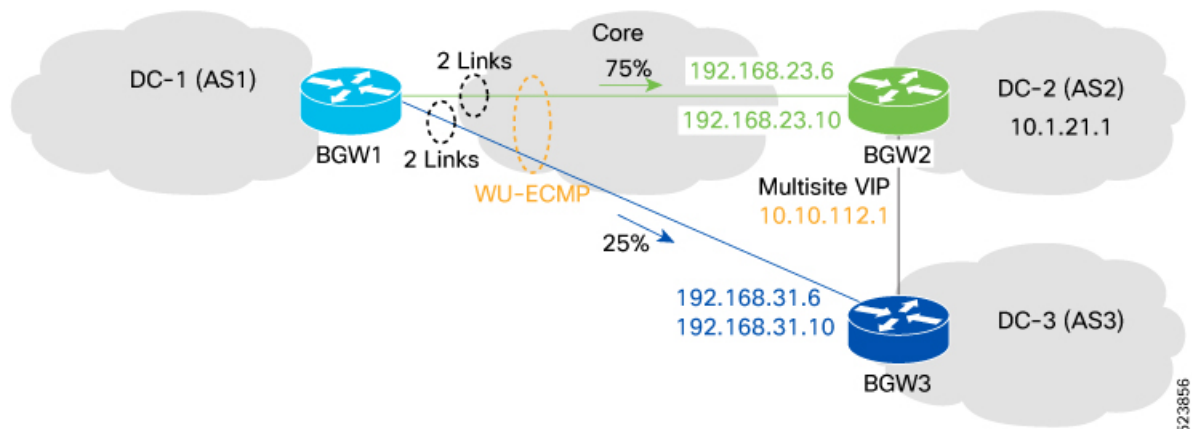 Core
2 Links
75%
192.168.23.6
DC-1 (AS1)
DC-2 (AS2)
192.168.23.10
10.1.21.1
BGW1
2 Links
BGW2
WU-ECMP
Multisite VIP
10.10.112.1
25%
192.168.31.6
192.168.31.10
DC-3 (AS3)
BGW3
523856